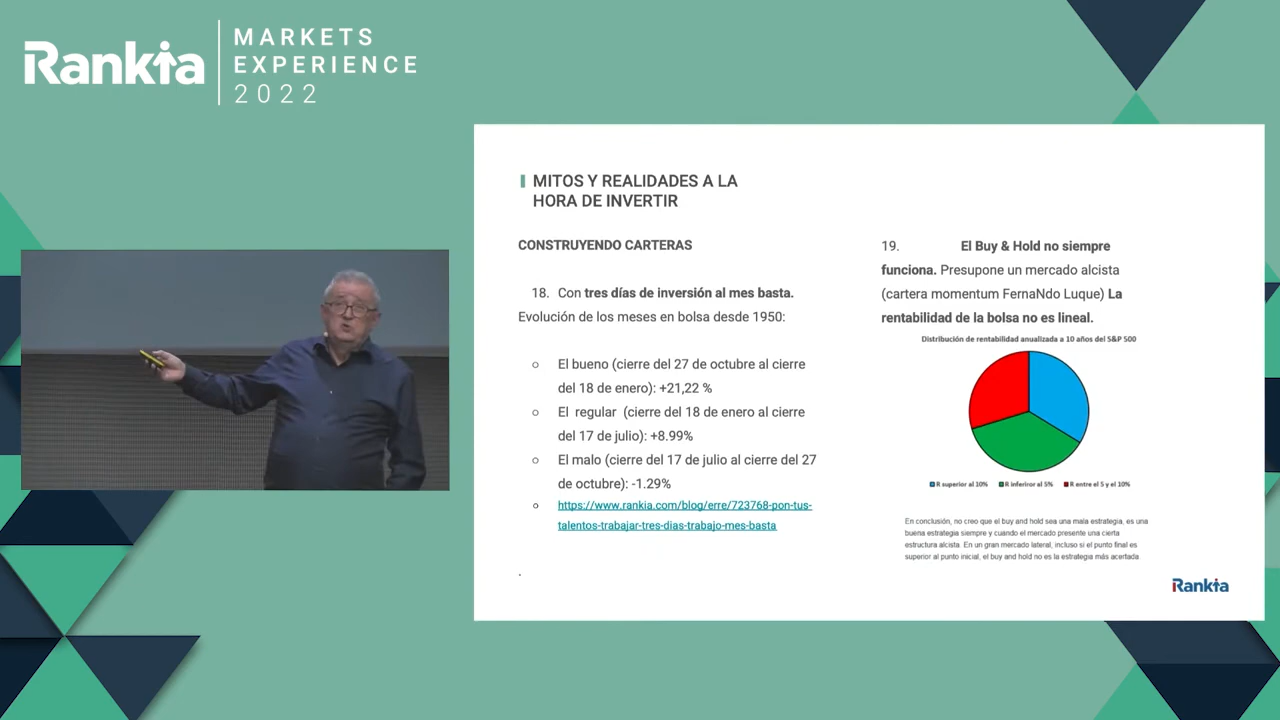 Rankia
MARKETS
EXPERIENCE
2022
MITOS Y REALIDADES A LA
HORA DE INVERTIR
CONSTRUYENDO CARTERAS
18. Con tres días de inversión al mes basta.
Evolución de los meses en bolsa desde 1950:
○ El bueno (cierre del 27 de octubre al cierre
del 18 de enero): +21,22 %
○ El regular (cierre del 18 de enero al cierre
del 17 de julio): +8.99%
○ El malo (cierre del 17 de julio al cierre del 27
de octubre): -1.29%
○ https://www.rankia.com/blog/erre/723768-pon-tus-
talentos-trabajar-tres-dias-trabajo-mes-basta
.
19. El Buy & Hold no siempre
funciona. Presupone un mercado alcista
(cartera momentum FernaNdo Luque) La
rentabilidad de la bolsa no es lineal.
Distribución de rentabilidad anualizada a 10 años del S&P 500
R superior al 10% R inferiror al 5% R entre el 5 y el 10%
En conclusión, no creo que el buy and hold sea una mala estrategia, es una
buena estrategia siempre y cuando el mercado presente una cierta
estructura alcista. En un gran mercado lateral, incluso si el punto final es
superior al punto inicial, el buy and hold no es la estrategia más acertada
Rankia